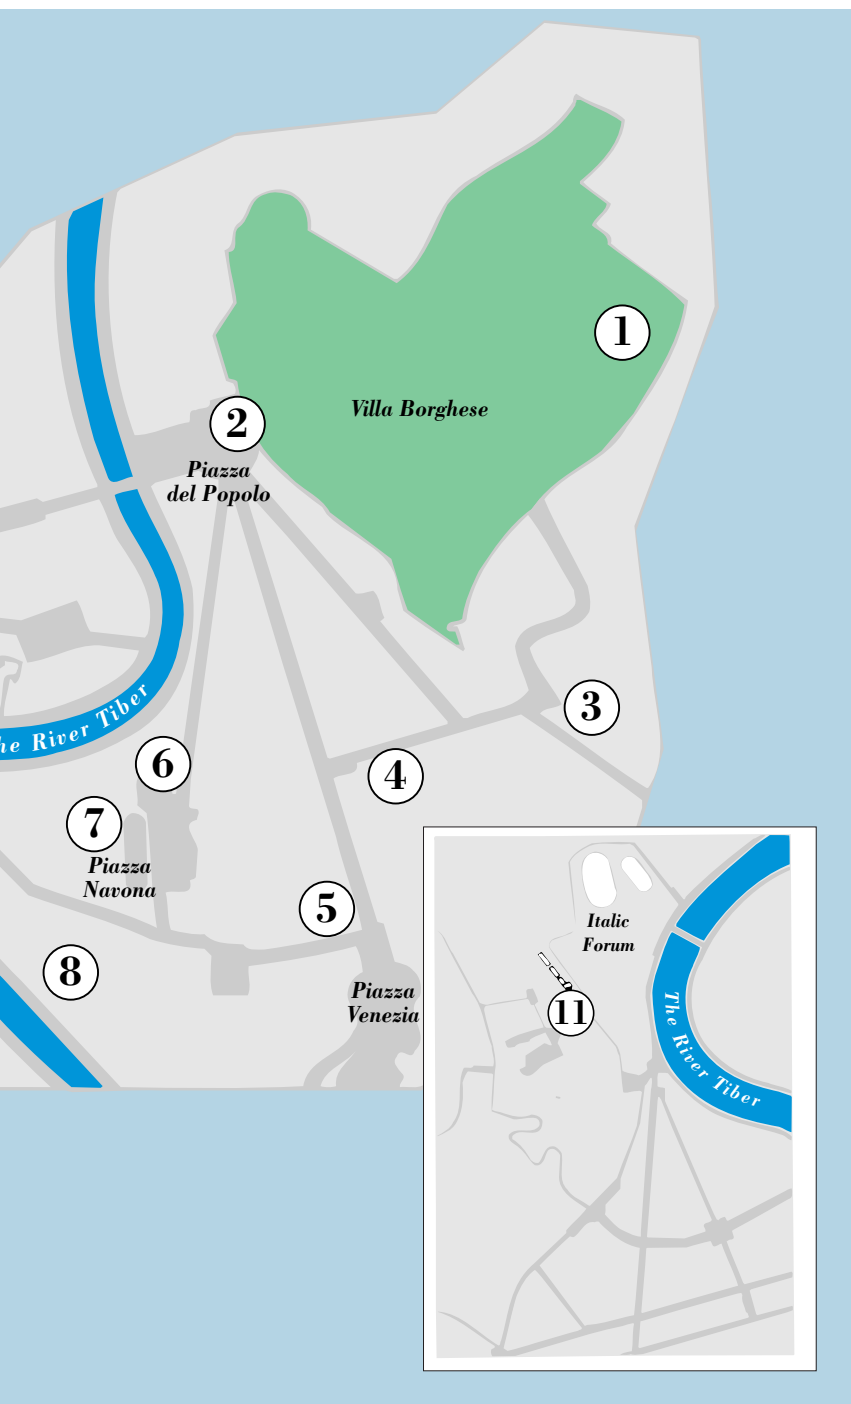 1
Villa Borghese
2
Piazza
del Popolo
3
he River Tiber
6
4
7
Piazza
Navona
5
8
Piazza
Venezia
Italic
Forum
11
The River Tiber